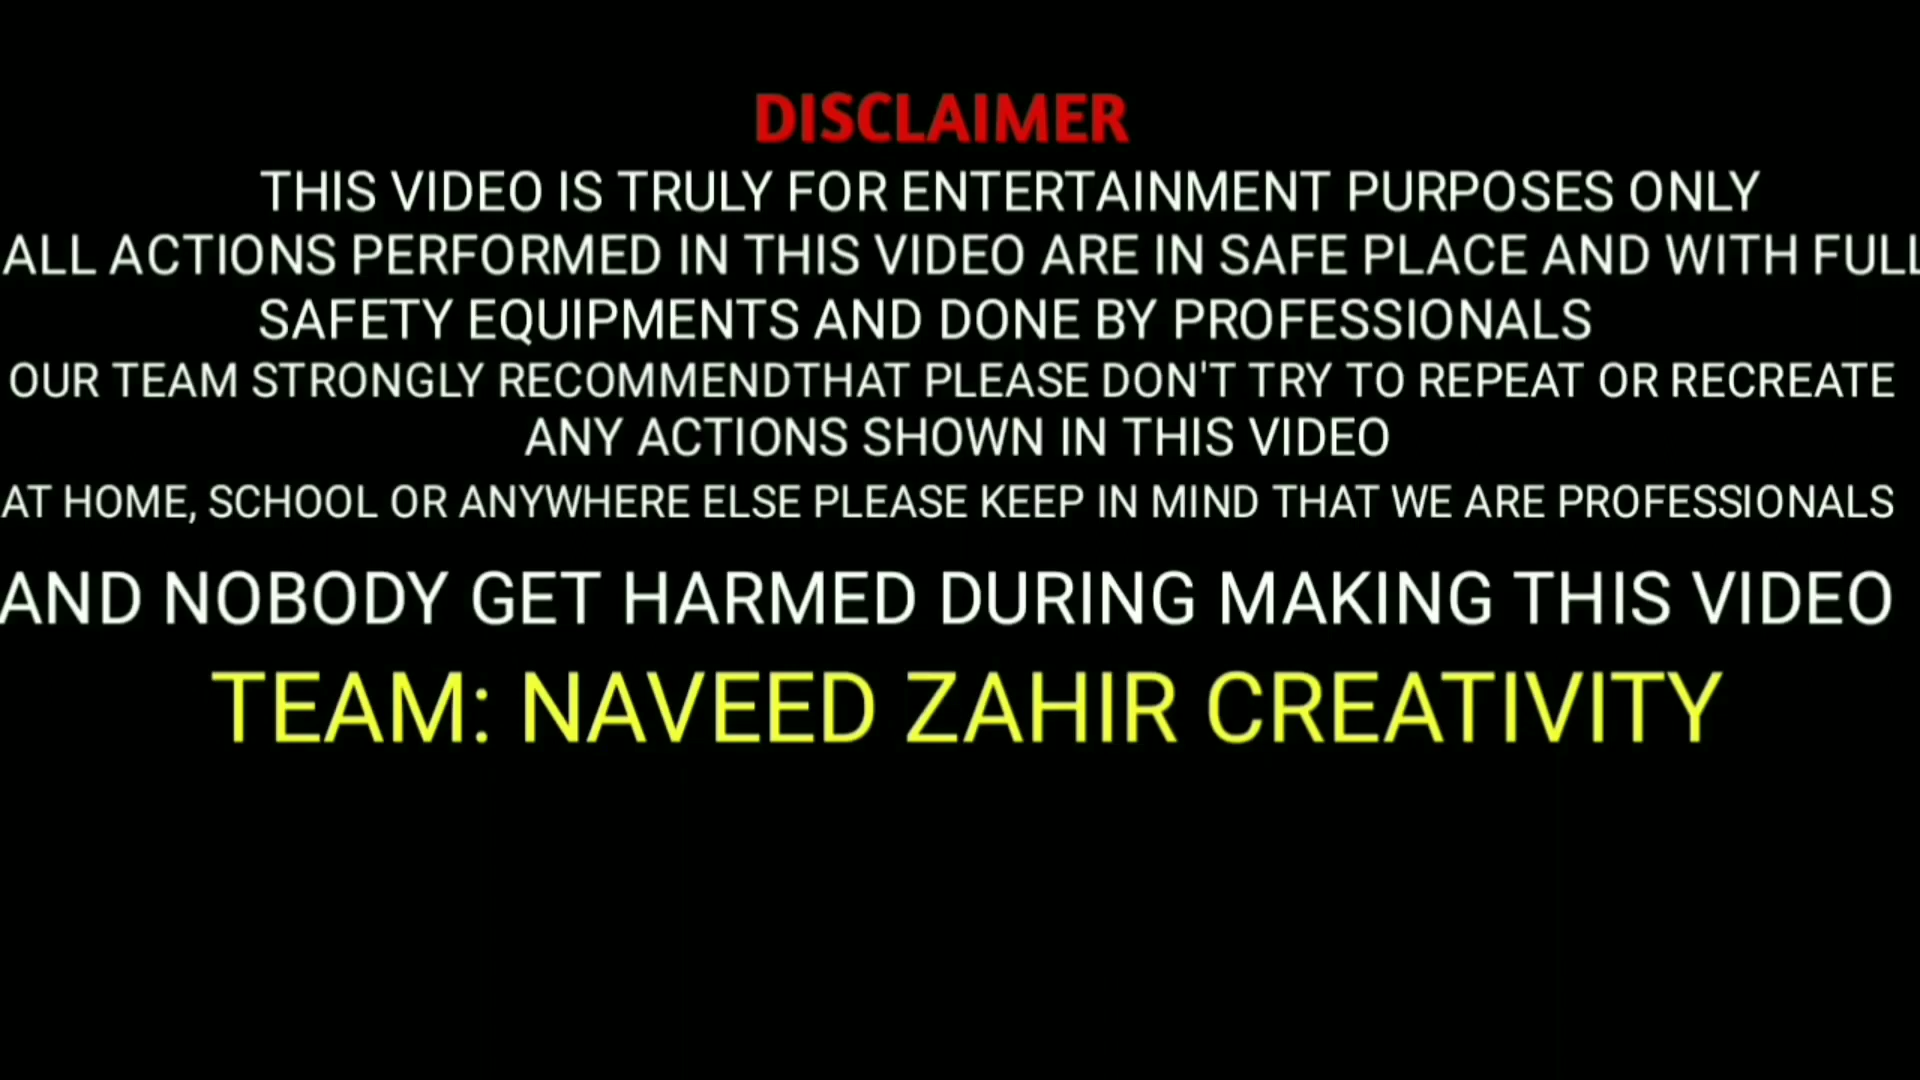 DISCLAIMER
THIS VIDEO IS TRULY FOR ENTERTAINMENT PURPOSES ONLY
ALL ACTIONS PERFORMED IN THIS VIDEO ARE IN SAFE PLACE AND WITH FULL
SAFETY EQUIPMENTS AND DONE BY PROFESSIONALS
OUR TEAM STRONGLY RECOMMENDTHAT PLEASE DON'T TRY TO REPEAT OR RECREATE
ANY ACTIONS SHOWN IN THIS VIDEO
AT HOME, SCHOOL OR ANYWHERE ELSE PLEASE KEEP IN MIND THAT WE ARE PROFESSIONALS
AND NOBODY GET HARMED DURING MAKING THIS VIDEO
TEAM: NAVEED ZAHIR CREATIVITY